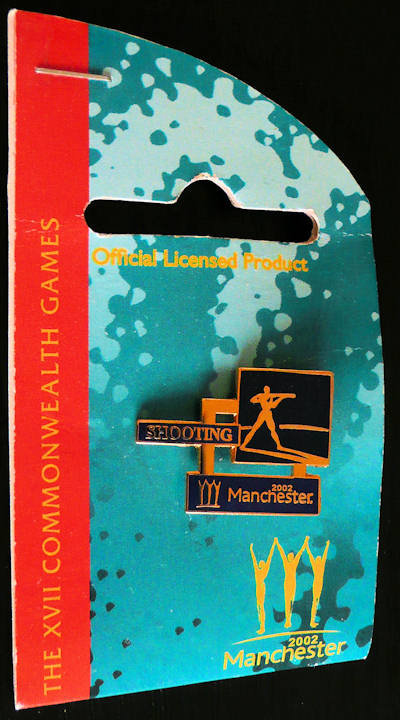 THE XVII COMMONWEALTH GAMES
Official Licensed Product
SHOOTING
2002
Manchester
2002
Manchester